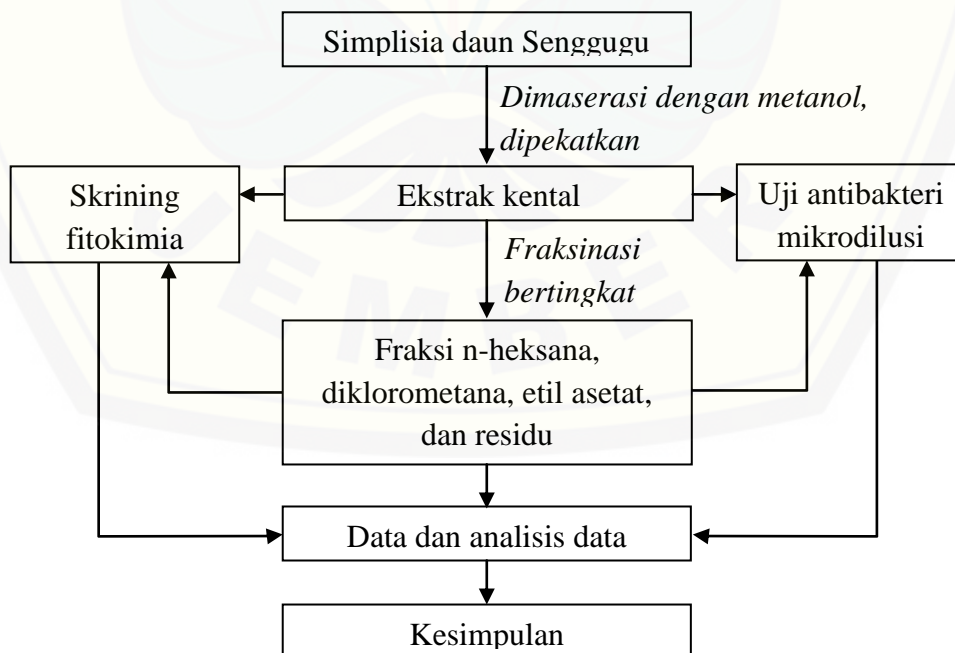 Simplisia daun Senggugu
Dimaserasi dengan metanol,
dipekatkan
Skrining
fitokimia
Ekstrak kental
Uji antibakteri
mikrodilusi
Fraksinasi
bertingkat
Fraksi n-heksana,
diklorometana, etil asetat,
dan residu
Data dan analisis data
Kesimpulan
JEMBER